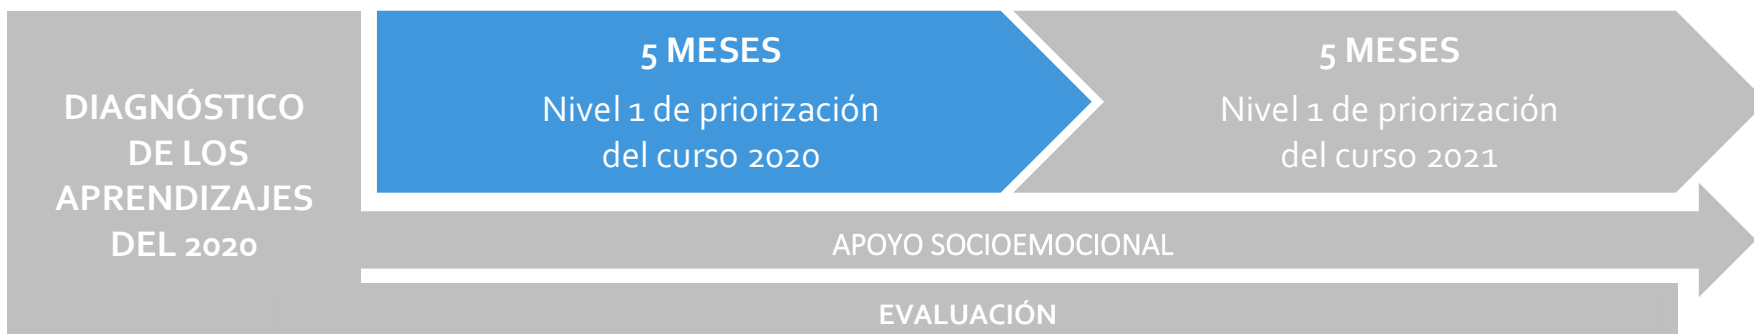 DIAGNÓSTICO
DE LOS
APRENDIZAJES
DEL 2020
5 MESES
Nivel 1 de priorización
del curso 2020
5 MESES
Nivel 1 de priorización
del curso 2021
APOYO SOCIOEMOCIONAL
EVALUACIÓN